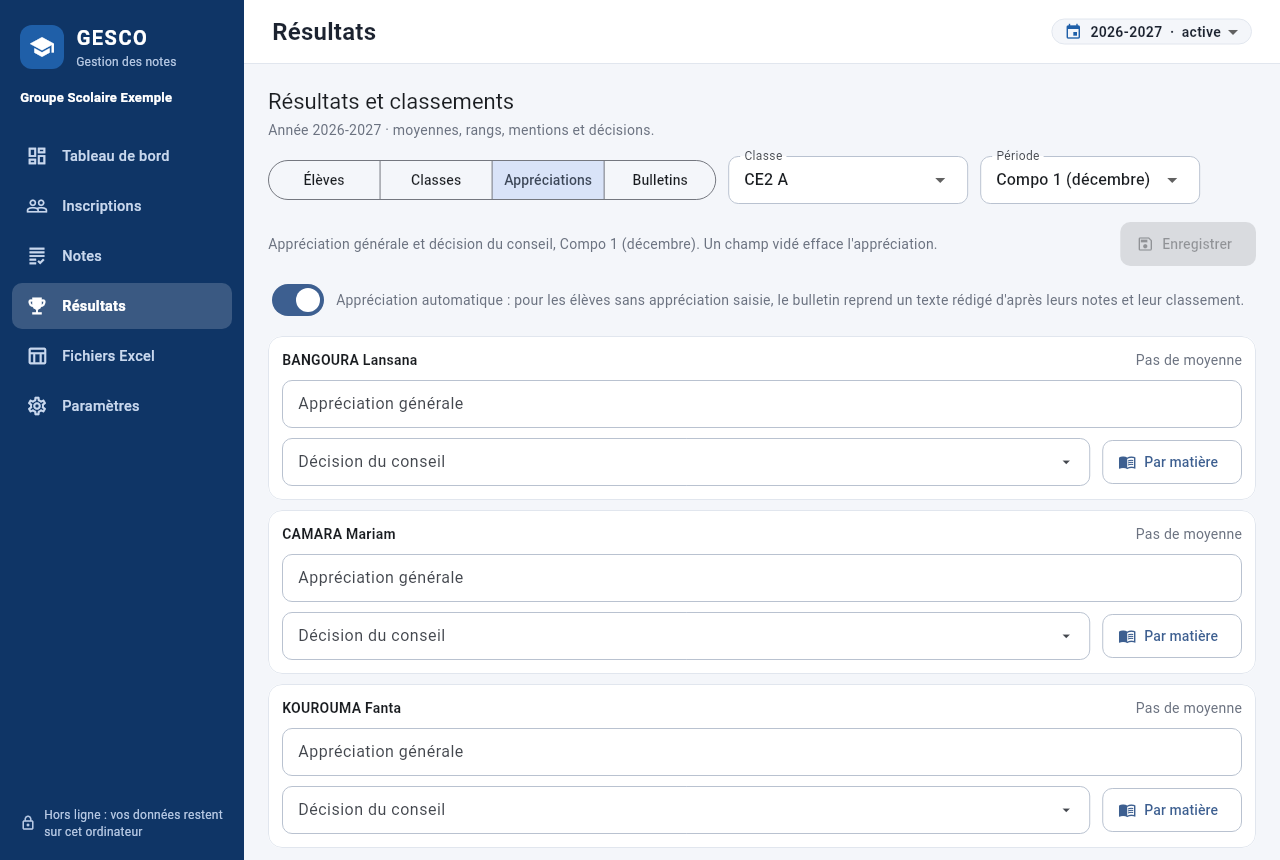 GESCO
Gestion des notes
Groupe Scolaire Exemple
Tableau de bord
Inscriptions
Notes
Résultats
Fichiers Excel
Paramètres
Hors ligne : vos données restent
sur cet ordinateur
Résultats
2026-2027 · active
Résultats et classements
Année 2026-2027 · moyennes, rangs, mentions et décisions.
Élèves
Classes
Appréciations
Bulletins
Classe
CE2 A
Période
Compo 1 (décembre)
Appréciation générale et décision du conseil, Compo 1 (décembre). Un champ vidé efface l'appréciation.
Enregistrer
Appréciation automatique : pour les élèves sans appréciation saisie, le bulletin reprend un texte rédigé d'après leurs notes et leur classement.
BANGOURA Lansana
Pas de moyenne
Appréciation générale
Décision du conseil
Par matière
CAMARA Mariam
Pas de moyenne
Appréciation générale
Décision du conseil
Par matière
KOUROUMA Fanta
Pas de moyenne
Appréciation générale
Décision du conseil
Par matière